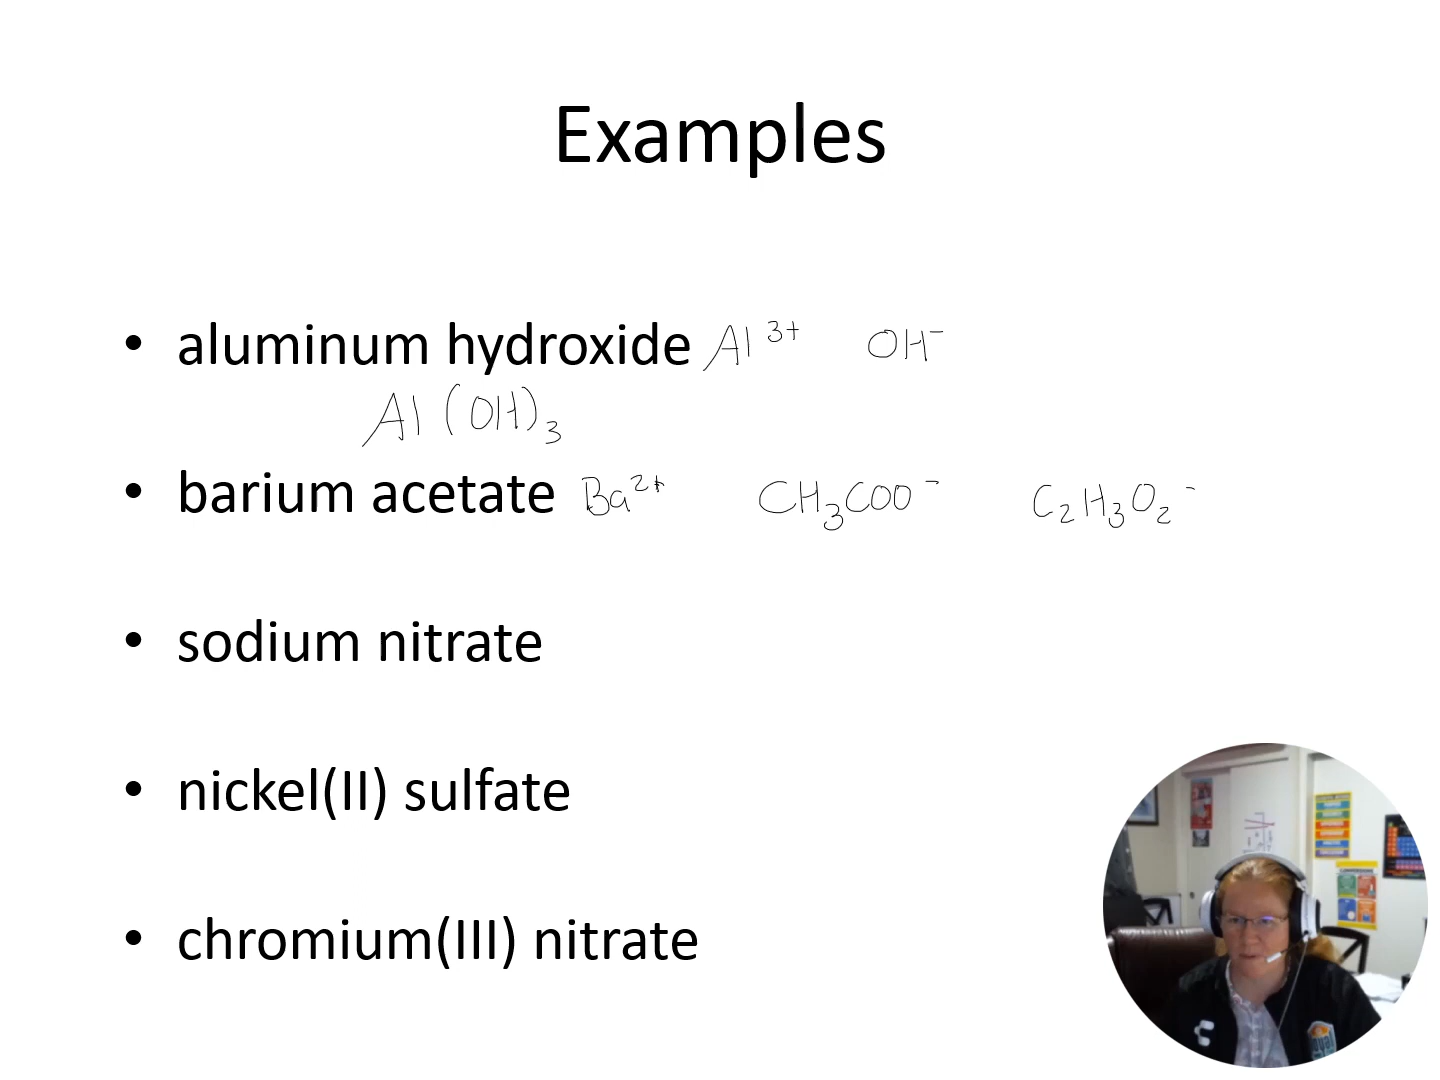 Examples
• aluminum hydroxide Al³⁺ OH⁻
Al(OH)₃
• barium acetate Ba²⁺ CH₃COO⁻ C₂H₃O₂⁻
• sodium nitrate
• nickel(II) sulfate
• chromium(III) nitrate